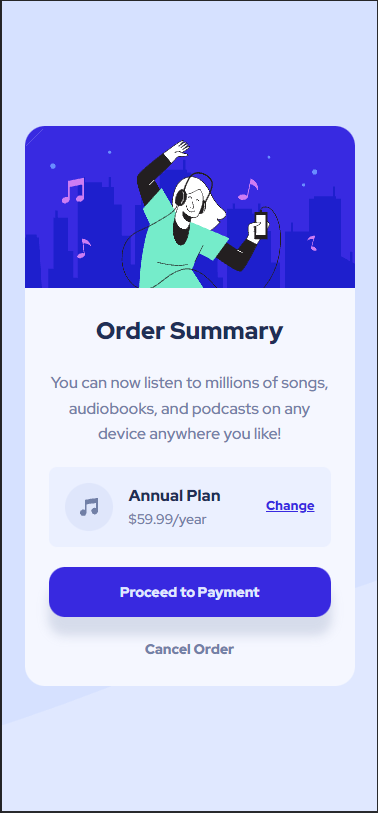 Order Summary
You can now listen to millions of songs,
audiobooks, and podcasts on any
device anywhere you like!
Annual Plan
$59.99/year
Change
Proceed to Payment
Cancel Order